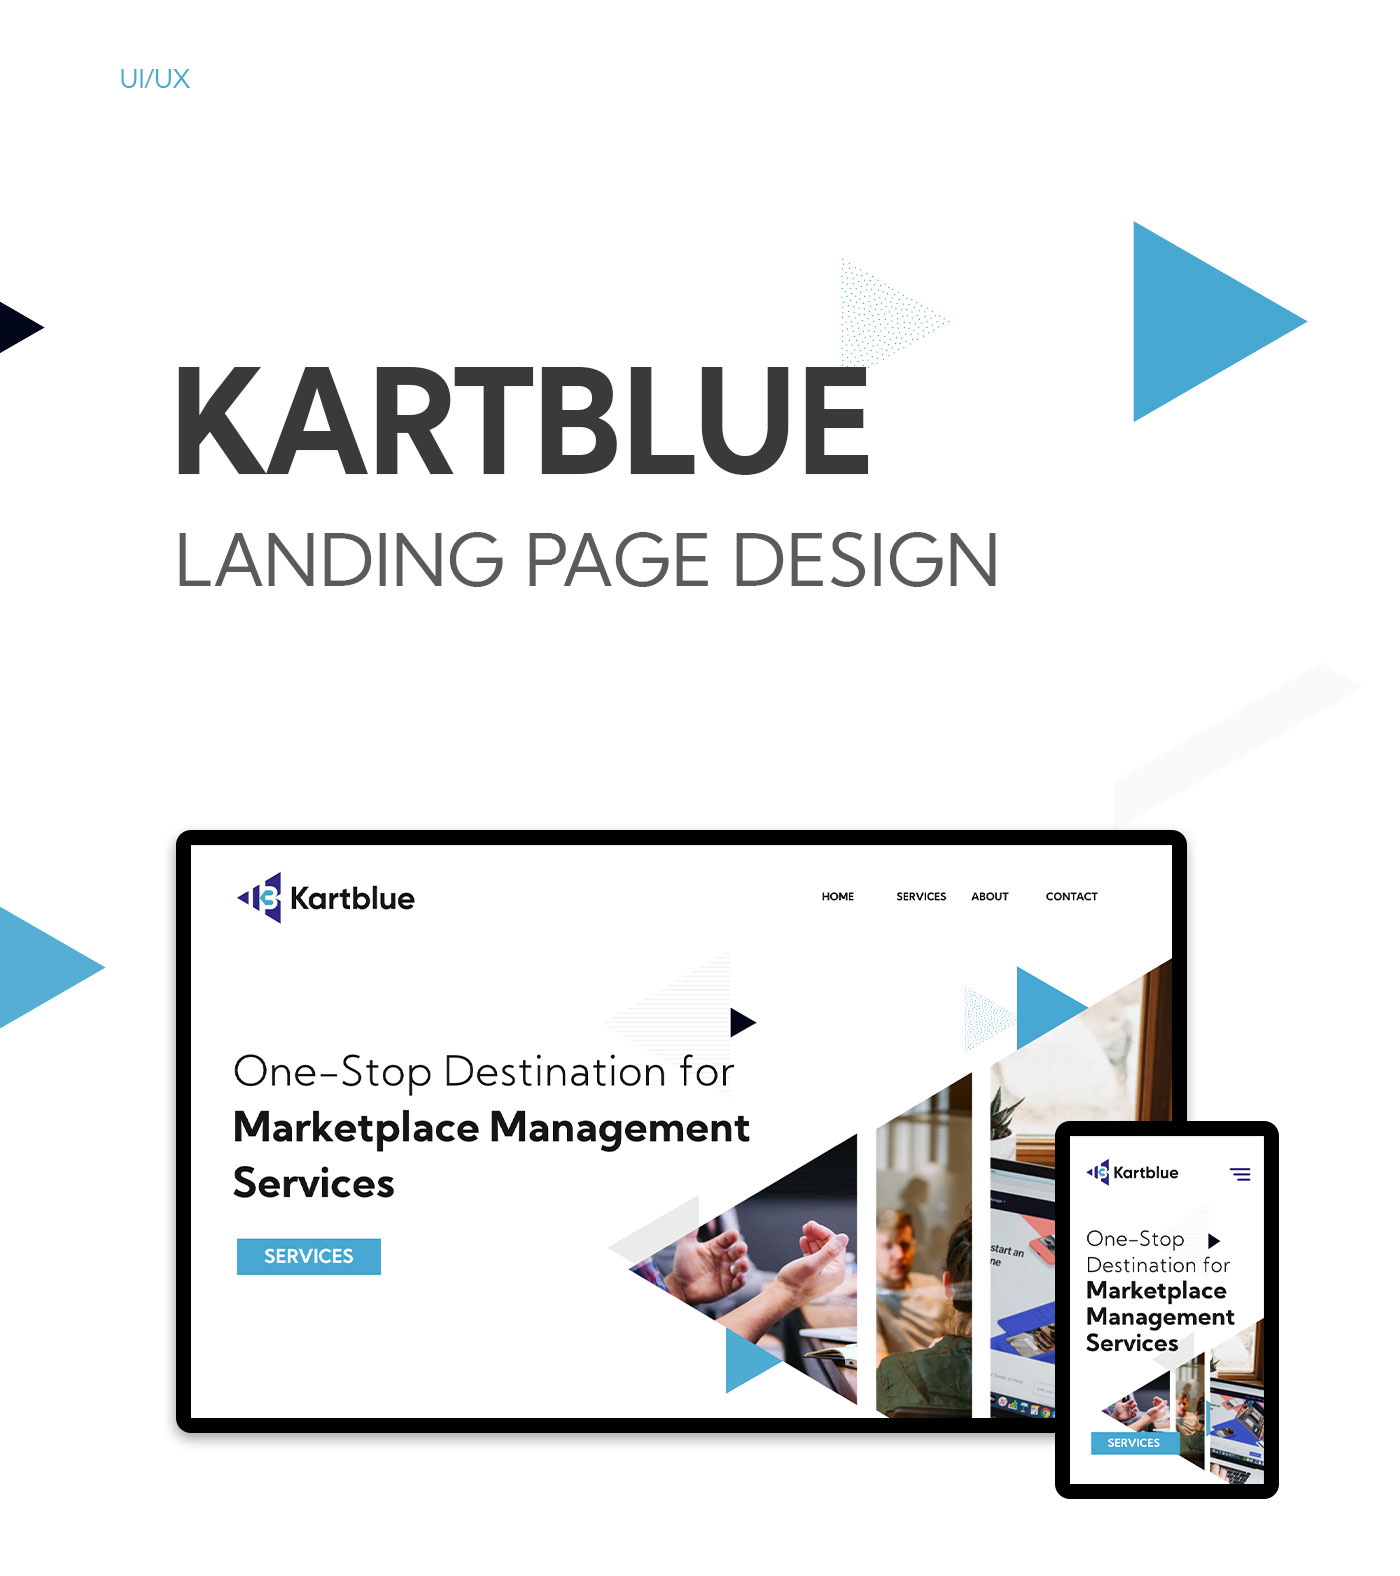 UI/UX
KARTBLUE
LANDING PAGE DESIGN
Kartblue
HOME SERVICES ABOUT CONTACT
One-Stop Destination for
Marketplace Management
Services
SERVICES
start an
Kartblue
One-Stop
Destination for
Marketplace
Management
Services
SERVICES